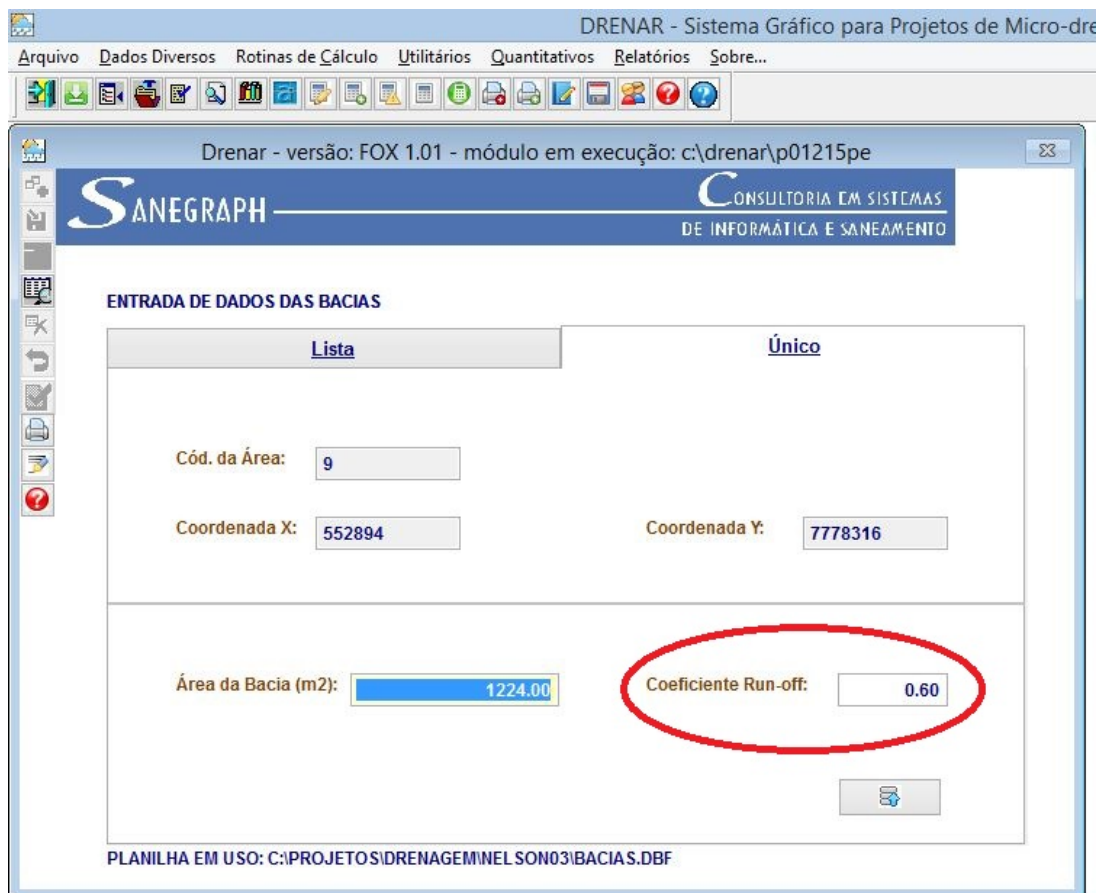 DRENAR - Sistema Gráfico para Projetos de Micro-dre
Arquivo Dados Diversos Rotinas de Cálculo Utilitários Quantitativos Relatórios Sobre...
Drenar - versão: FOX 1.01 - módulo em execução: c:\drenar\p01215pe
SANEGRAPH
CONSULTORIA EM SISTEMAS
DE INFORMÁTICA E SANEAMENTO
ENTRADA DE DADOS DAS BACIAS
Lista Único
Cód. da Área: 9
Coordenada X: 552894 Coordenada Y: 7778316
Área da Bacia (m2): 1224.00 Coeficiente Run-off: 0.60
PLANILHA EM USO: C:\PROJETOS\DRENAGEM\NELSON03\BACIAS.DBF